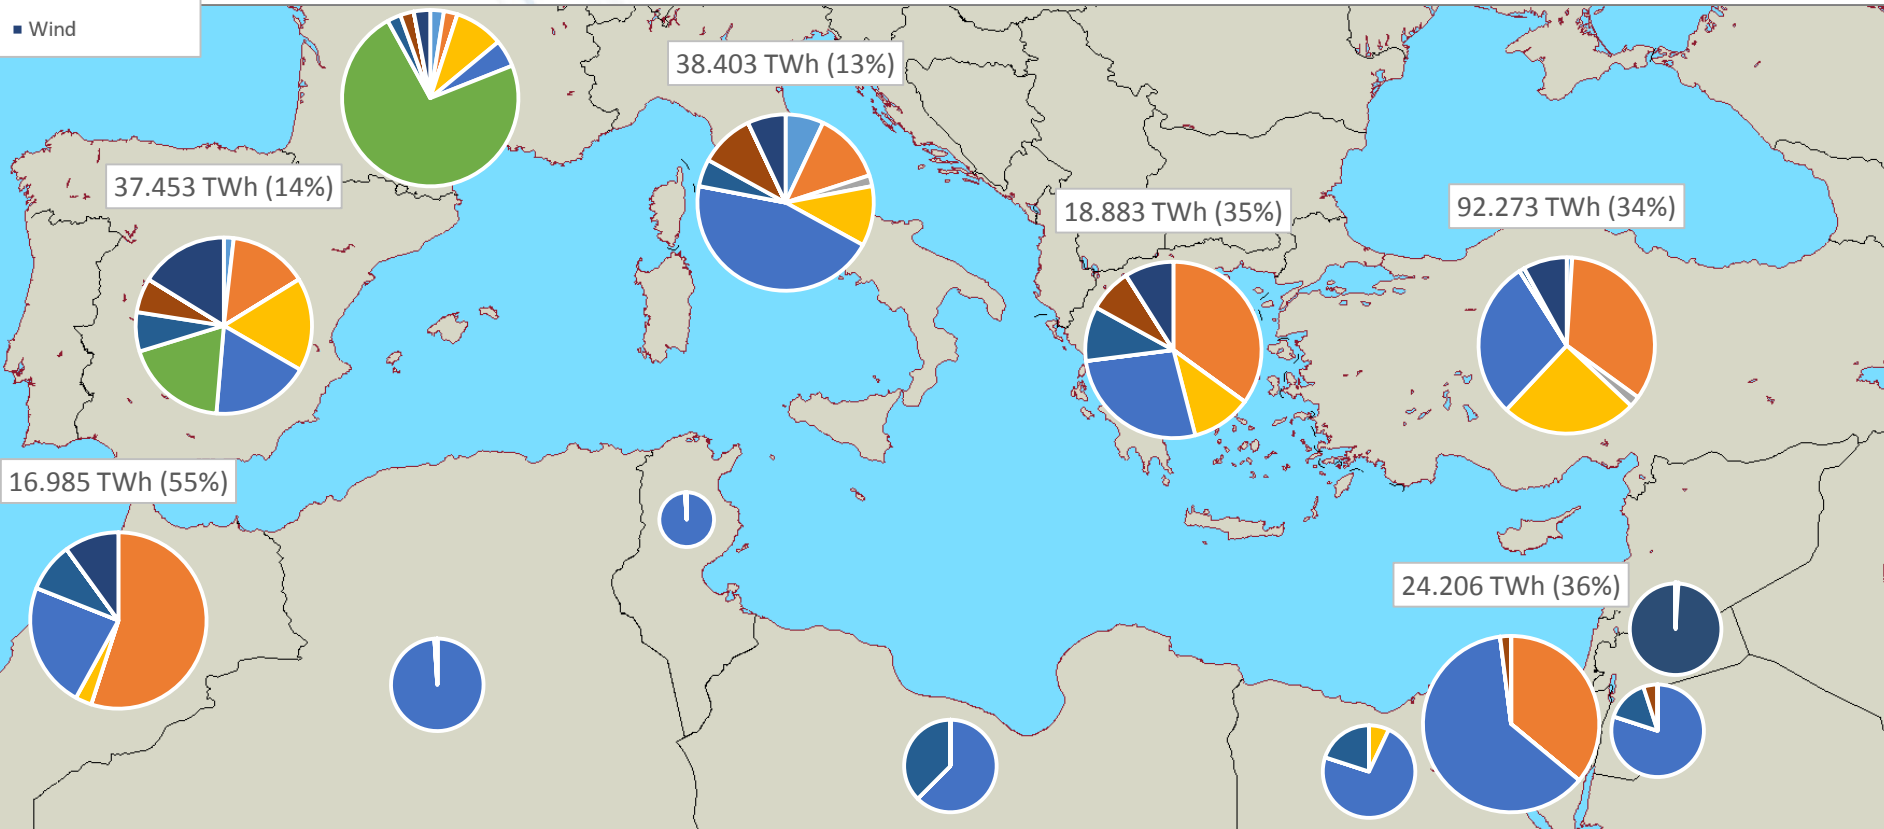 Wind
38.403 TWh (13%)
37.453 TWh (14%)
18.883 TWh (35%)
92.273 TWh (34%)
16.985 TWh (55%)
24.206 TWh (36%)